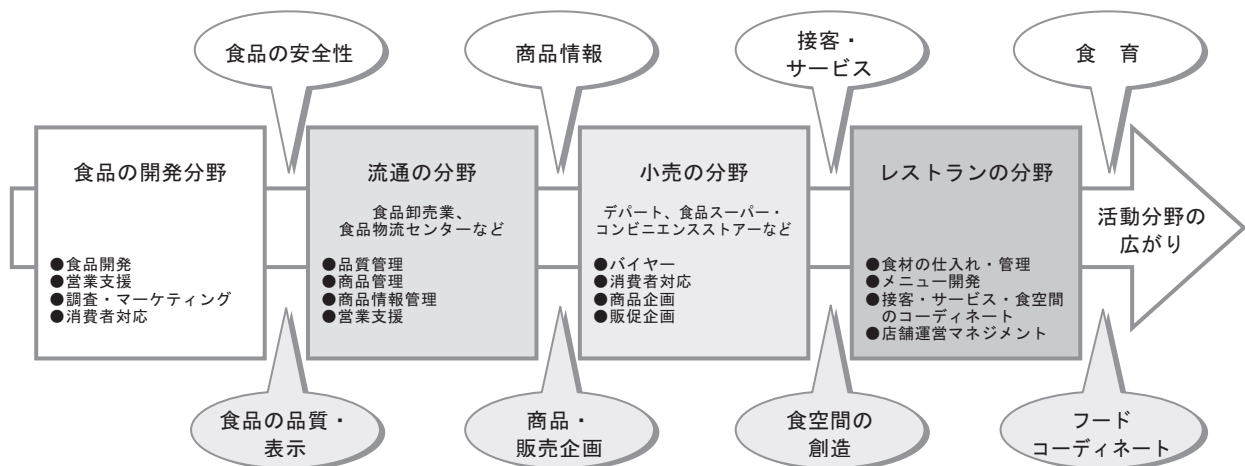 食品の安全性
商品情報
接客・
サービス
食　育
食品の開発分野
●食品開発
●営業支援
●調査・マーケティング
●消費者対応
流通の分野
食品卸売業、
食品物流センターなど
●品質管理
●商品管理
●商品情報管理
●営業支援
小売の分野
デパート、食品スーパー・
コンビニエンスストアーなど
●バイヤー
●消費者対応
●商品企画
●販促企画
レストランの分野
●食材の仕入れ・管理
●メニュー開発
●接客・サービス・食空間
のコーディネート
●店舗運営マネジメント
活動分野の
広がり
食品の品質・
表示
商品・
販売企画
食空間の
創造
フード
コーディネート